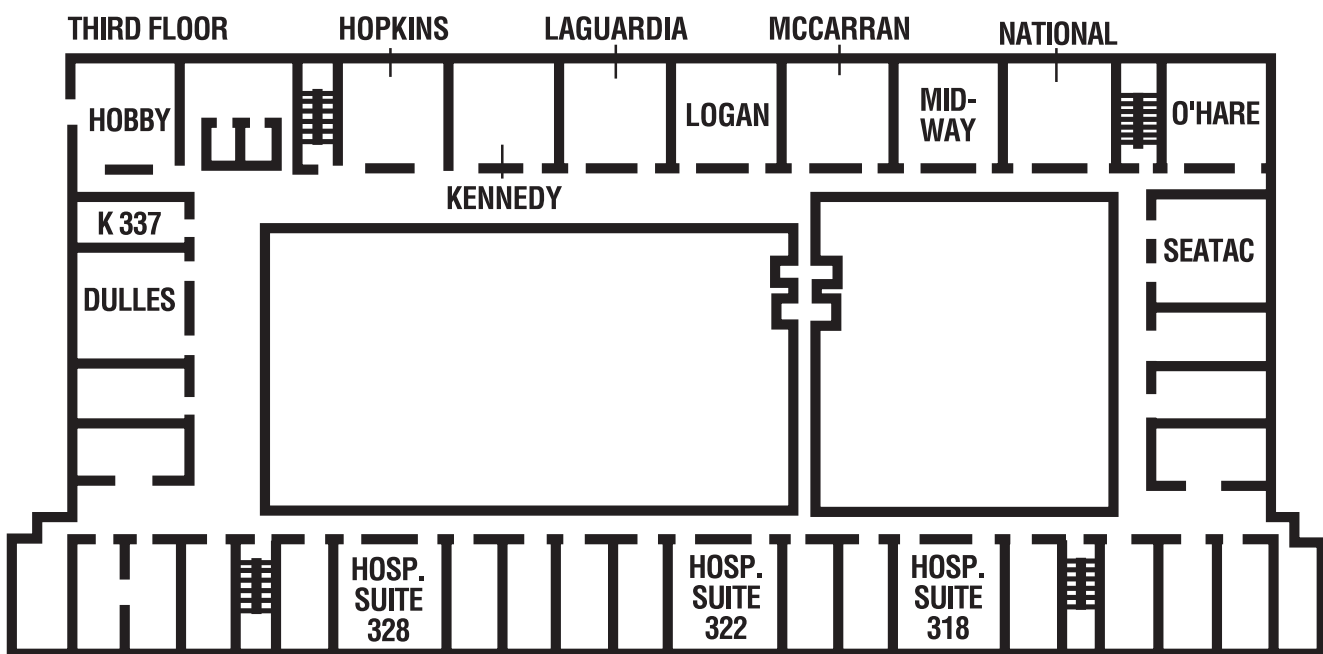 THIRD FLOOR
HOPKINS
LAGUARDIA
MCCARRAN
NATIONAL
HOBBY
LOGAN
MID-
WAY
O'HARE
KENNEDY
K 337
SEATAC
DULLES
HOSP.
SUITE
328
HOSP.
SUITE
322
HOSP.
SUITE
318